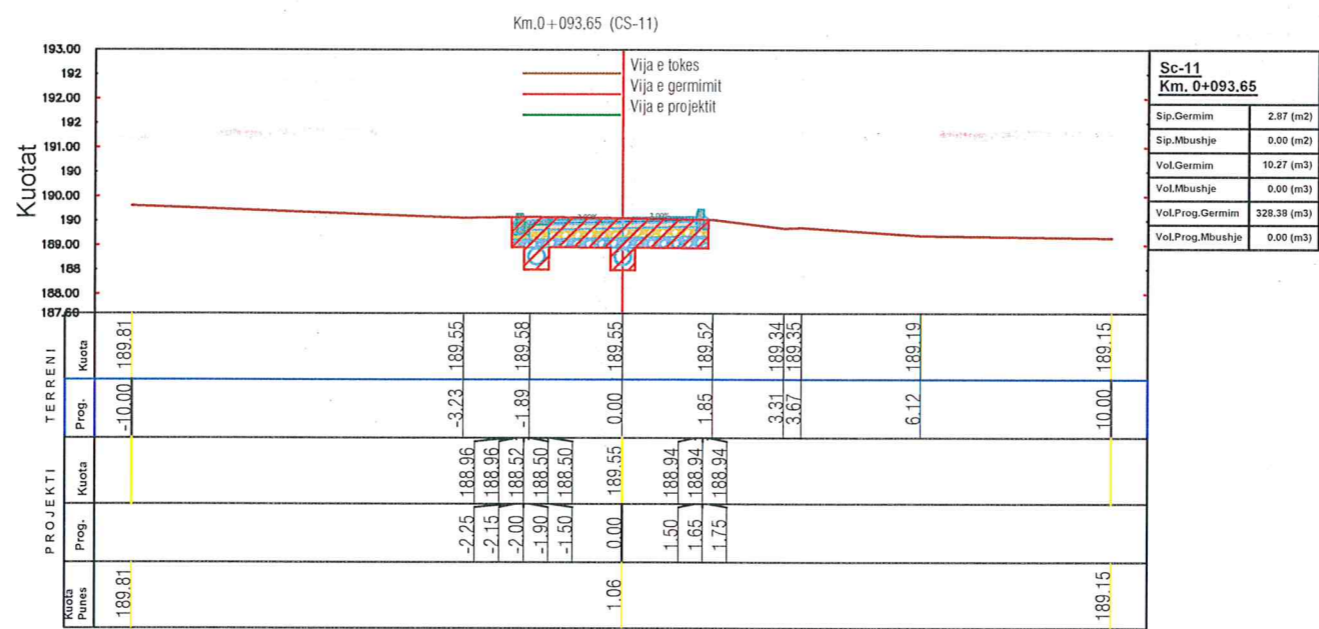 Km.0+093.65 (CS-11)
Kuotat
193.00
192
192.00
192
191.00
190
190.00
190
189.00
188
188.00
187.60
Vija e tokes
Vija e germimit
Vija e projektit
Sc-11
Km. 0+093.65
Sip.Germim 2.87 (m2)
Sip.Mbushje 0.00 (m2)
Vol.Germim 10.27 (m3)
Vol.Mbushje 0.00 (m3)
Vol.Prog.Germim 328.38 (m3)
Vol.Prog.Mbushje 0.00 (m3)
TERRENI
Kuota 189.81 189.55 189.58 189.55 189.52 189.34 189.35 189.19 189.15
Prog. -10.00 -3.23 -1.89 0.00 1.85 3.31 3.67 6.12 10.00
PROJEKTI
Kuota 188.96 188.96 188.52 188.50 188.50 189.55 188.94 188.94 188.94
Prog. -2.25 -2.15 -2.00 -1.90 -1.50 0.00 1.50 1.65 1.75
Kuota Punes 189.81 1.06 189.15